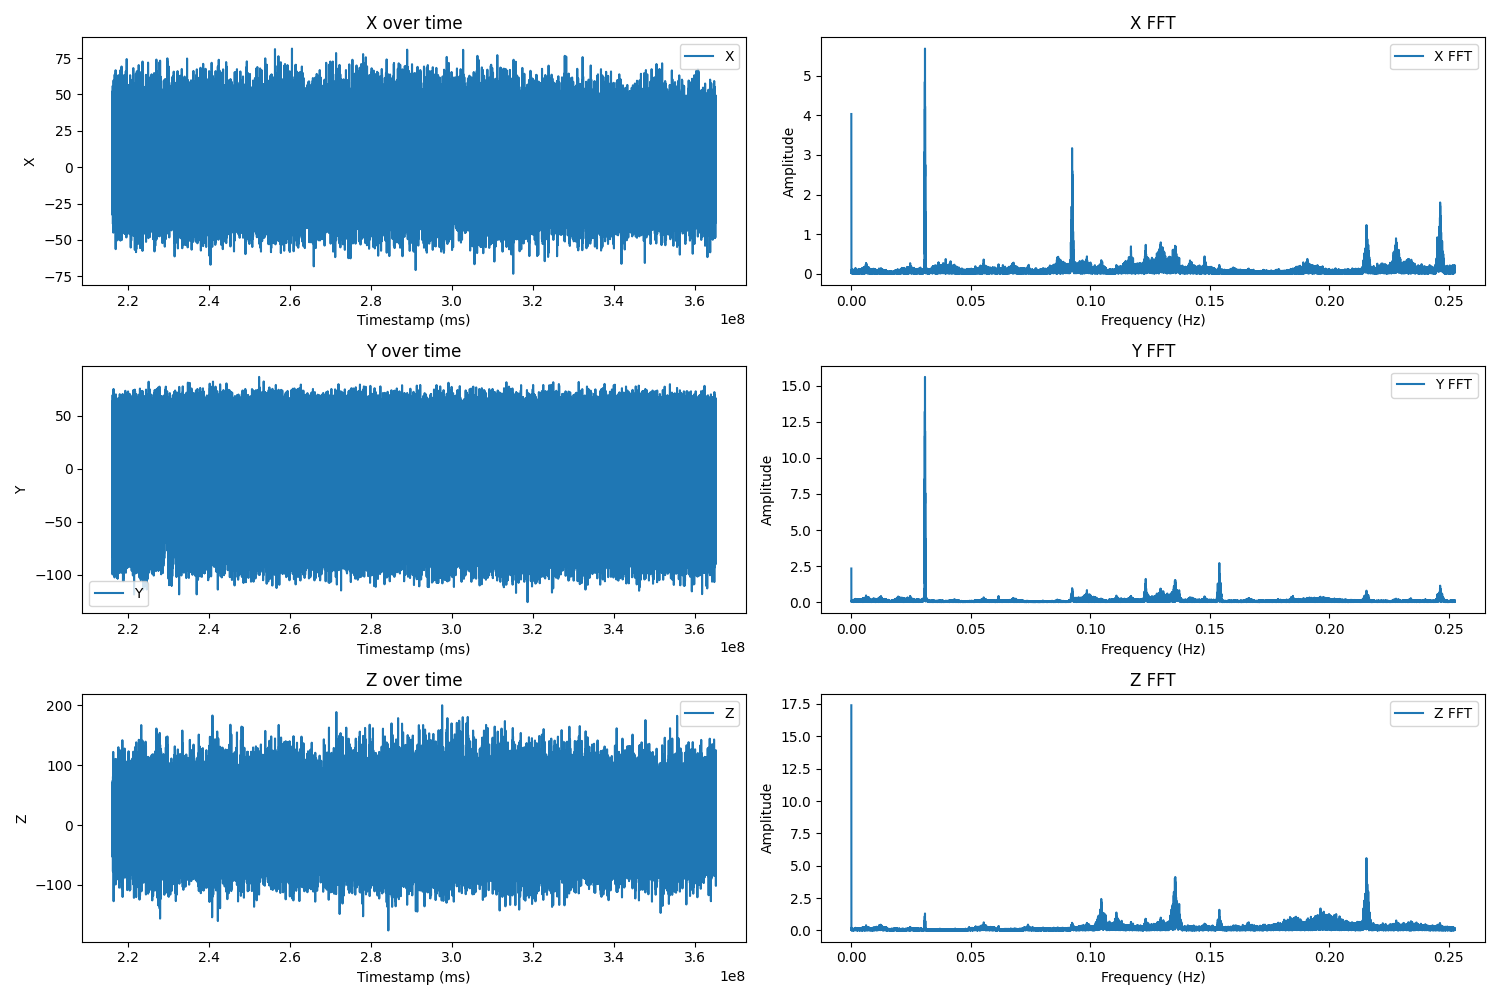 X over time
75
50
25
0
−25
−50
−75
X
X
2.2 2.4 2.6 2.8 3.0 3.2 3.4 3.6
1e8
Timestamp (ms)
X FFT
5
4
3
2
1
0
Amplitude
X FFT
0.00 0.05 0.10 0.15 0.20 0.25
Frequency (Hz)
Y over time
50
0
−50
−100
Y
Y
2.2 2.4 2.6 2.8 3.0 3.2 3.4 3.6
1e8
Timestamp (ms)
Y FFT
15.0
12.5
10.0
7.5
5.0
2.5
0.0
Amplitude
Y FFT
0.00 0.05 0.10 0.15 0.20 0.25
Frequency (Hz)
Z over time
200
100
0
−100
Z
Z
2.2 2.4 2.6 2.8 3.0 3.2 3.4 3.6
1e8
Timestamp (ms)
Z FFT
17.5
15.0
12.5
10.0
7.5
5.0
2.5
0.0
Amplitude
Z FFT
0.00 0.05 0.10 0.15 0.20 0.25
Frequency (Hz)